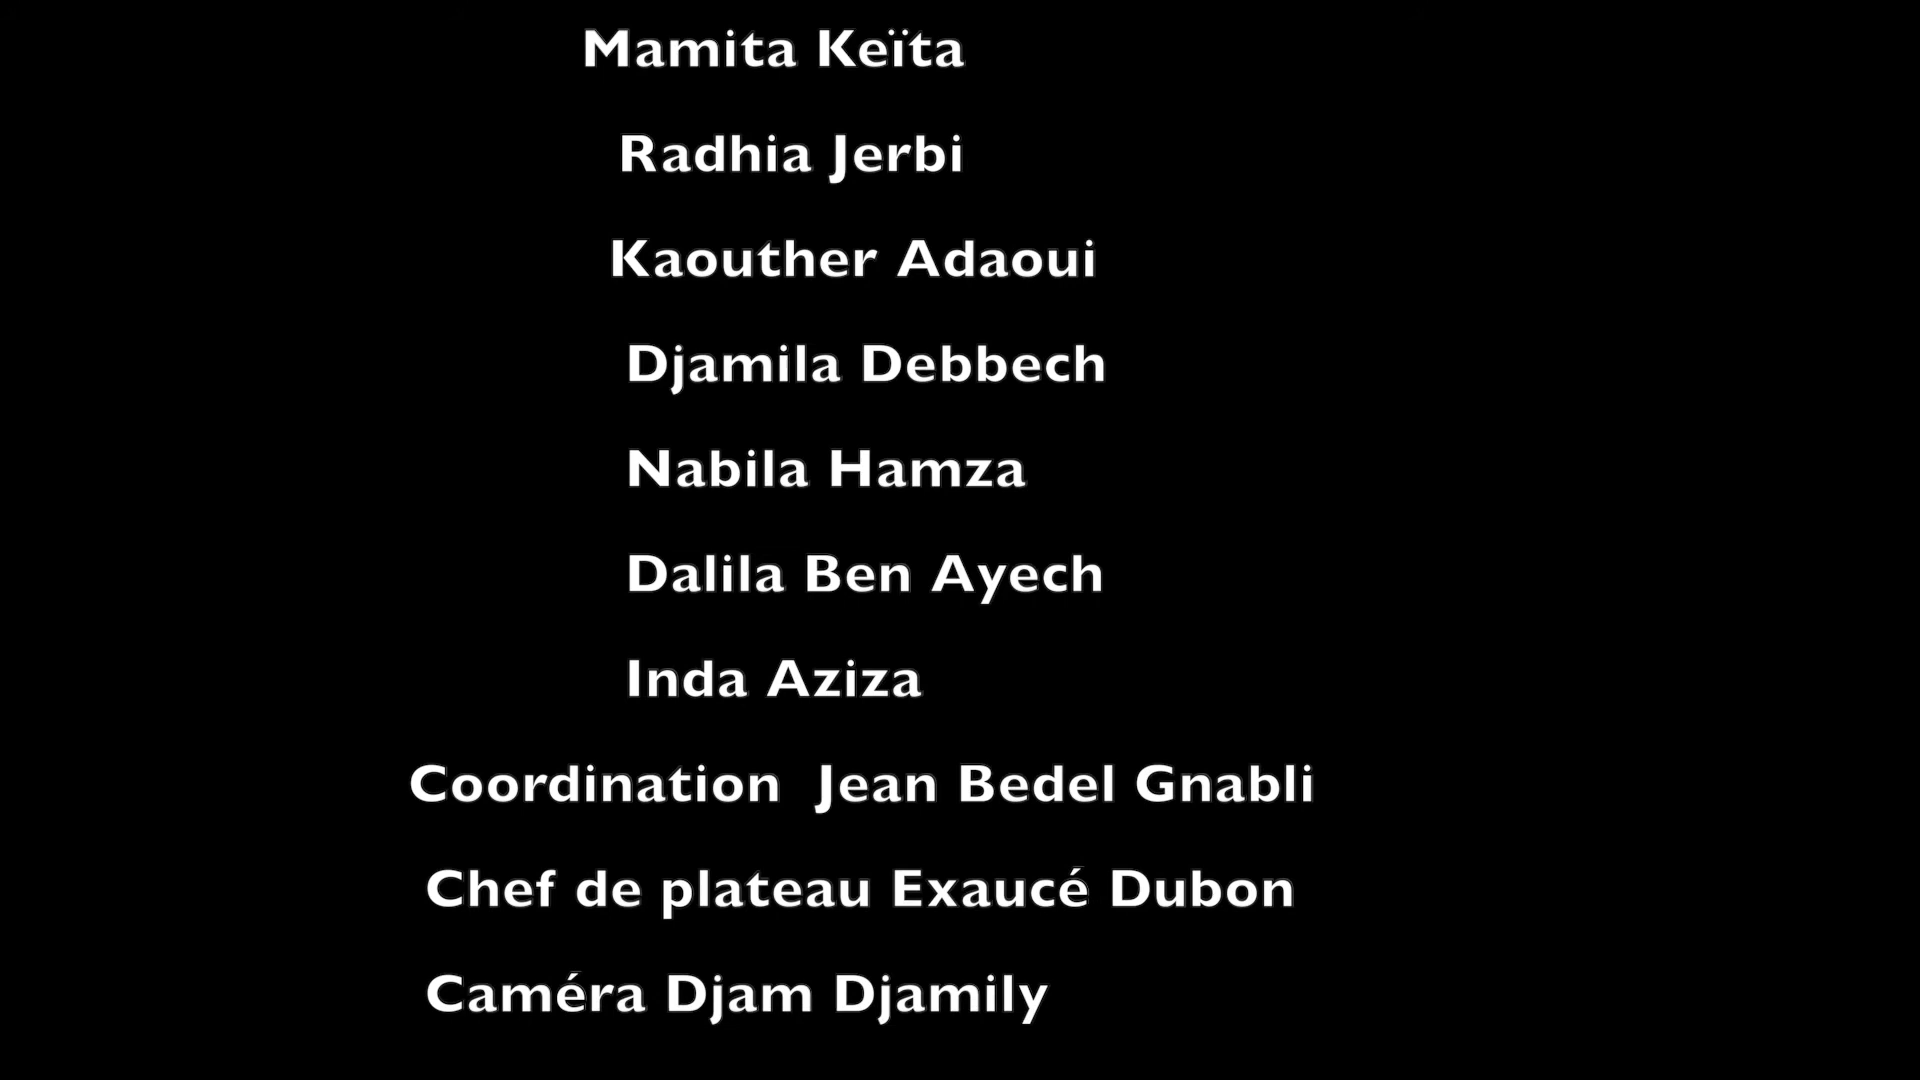 Mamita Keïta
Radhia Jerbi
Kaouther Adaoui
Djamila Debbech
Nabila Hamza
Dalila Ben Ayech
Inda Aziza
Coordination  Jean Bedel Gnabli
Chef de plateau Exaucé Dubon
Caméra Djam Djamily